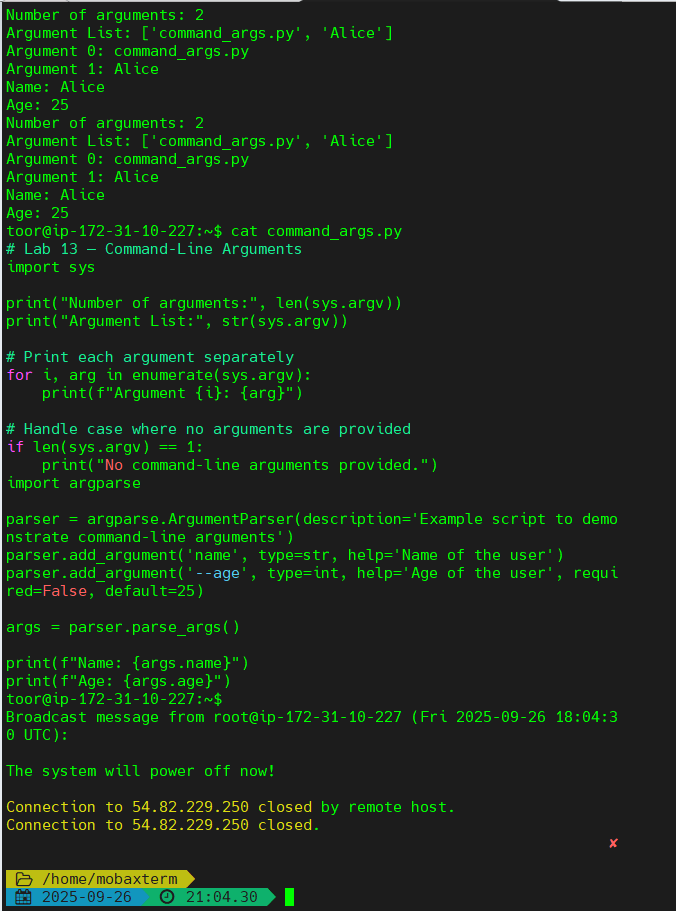 Number of arguments: 2
Argument List: ['command_args.py', 'Alice']
Argument 0: command_args.py
Argument 1: Alice
Name: Alice
Age: 25
Number of arguments: 2
Argument List: ['command_args.py', 'Alice']
Argument 0: command_args.py
Argument 1: Alice
Name: Alice
Age: 25
toor@ip-172-31-10-227:~$ cat command_args.py
# Lab 13 – Command-Line Arguments
import sys

print("Number of arguments:", len(sys.argv))
print("Argument List:", str(sys.argv))

# Print each argument separately
for i, arg in enumerate(sys.argv):
    print(f"Argument {i}: {arg}")

# Handle case where no arguments are provided
if len(sys.argv) == 1:
    print("No command-line arguments provided.")
import argparse

parser = argparse.ArgumentParser(description='Example script to demo
nstrate command-line arguments')
parser.add_argument('name', type=str, help='Name of the user')
parser.add_argument('--age', type=int, help='Age of the user', requi
red=False, default=25)

args = parser.parse_args()

print(f"Name: {args.name}")
print(f"Age: {args.age}")
toor@ip-172-31-10-227:~$
Broadcast message from root@ip-172-31-10-227 (Fri 2025-09-26 18:04:3
0 UTC):

The system will power off now!

Connection to 54.82.229.250 closed by remote host.
Connection to 54.82.229.250 closed.
✘
/home/mobaxterm
2025-09-26 21:04.30